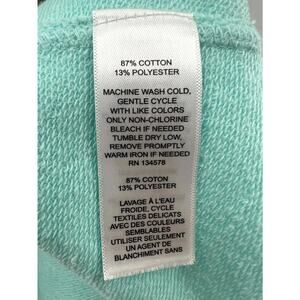 87% COTTON
13% POLYESTER
MACHINE WASH COLD,
GENTLE CYCLE
WITH LIKE COLORS
ONLY NON-CHLORINE
BLEACH IF NEEDED
TUMBLE DRY LOW,
REMOVE PROMPTLY
WARM IRON IF NEEDED
RN 134578
87% COTON
13% POLYESTER
LAVAGE À L'EAU
FROIDE, CYCLE
TEXTILES DELICATS
AVEC DES COULEURS
SEMBLABLES
UTILISER SEULEMENT
UN AGENT DE
BLANCHIMENT SANS